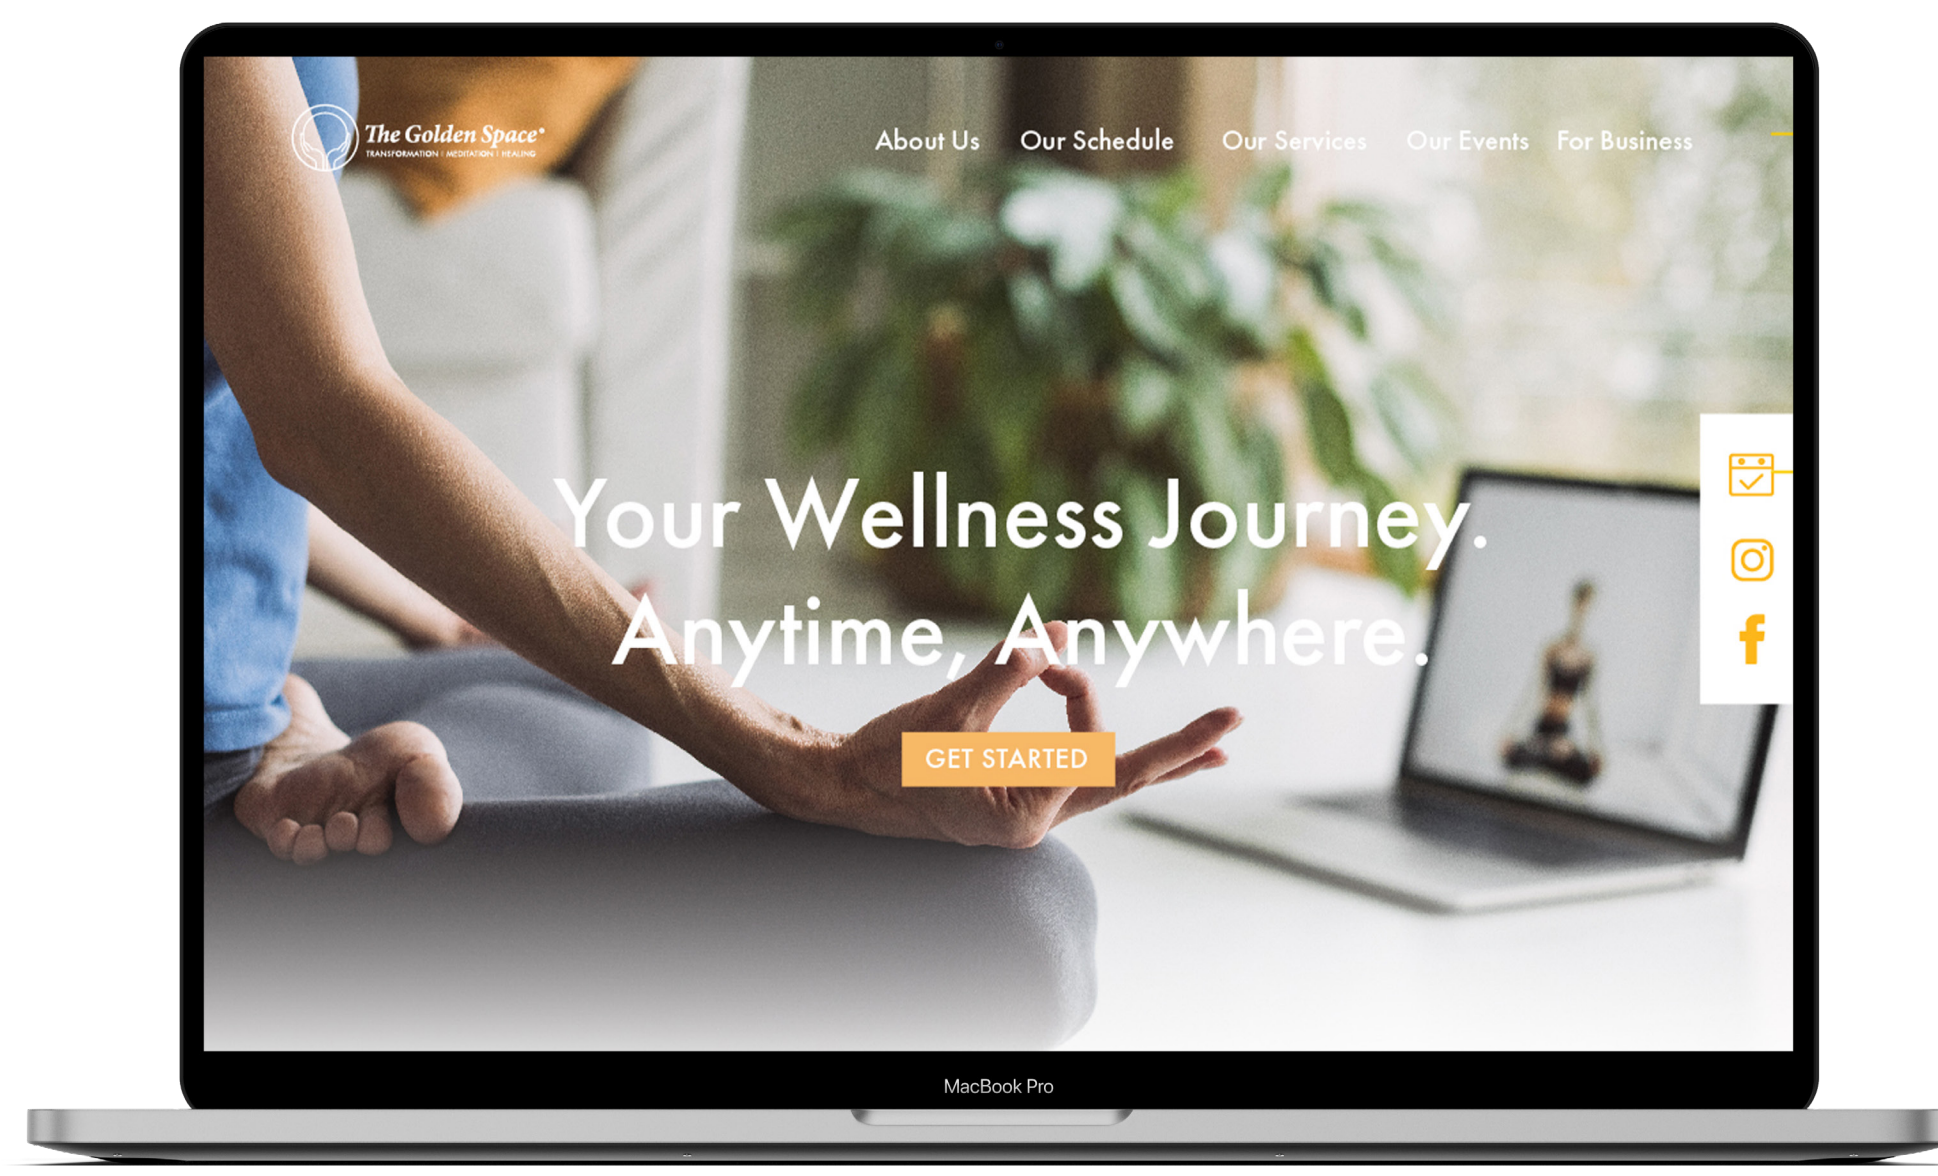 The Golden Space®
TRANSFORMATION | MEDITATION | HEALING
About Us Our Schedule Our Services Our Events For Business
Your Wellness Journey.
Anytime, Anywhere.
GET STARTED
MacBook Pro